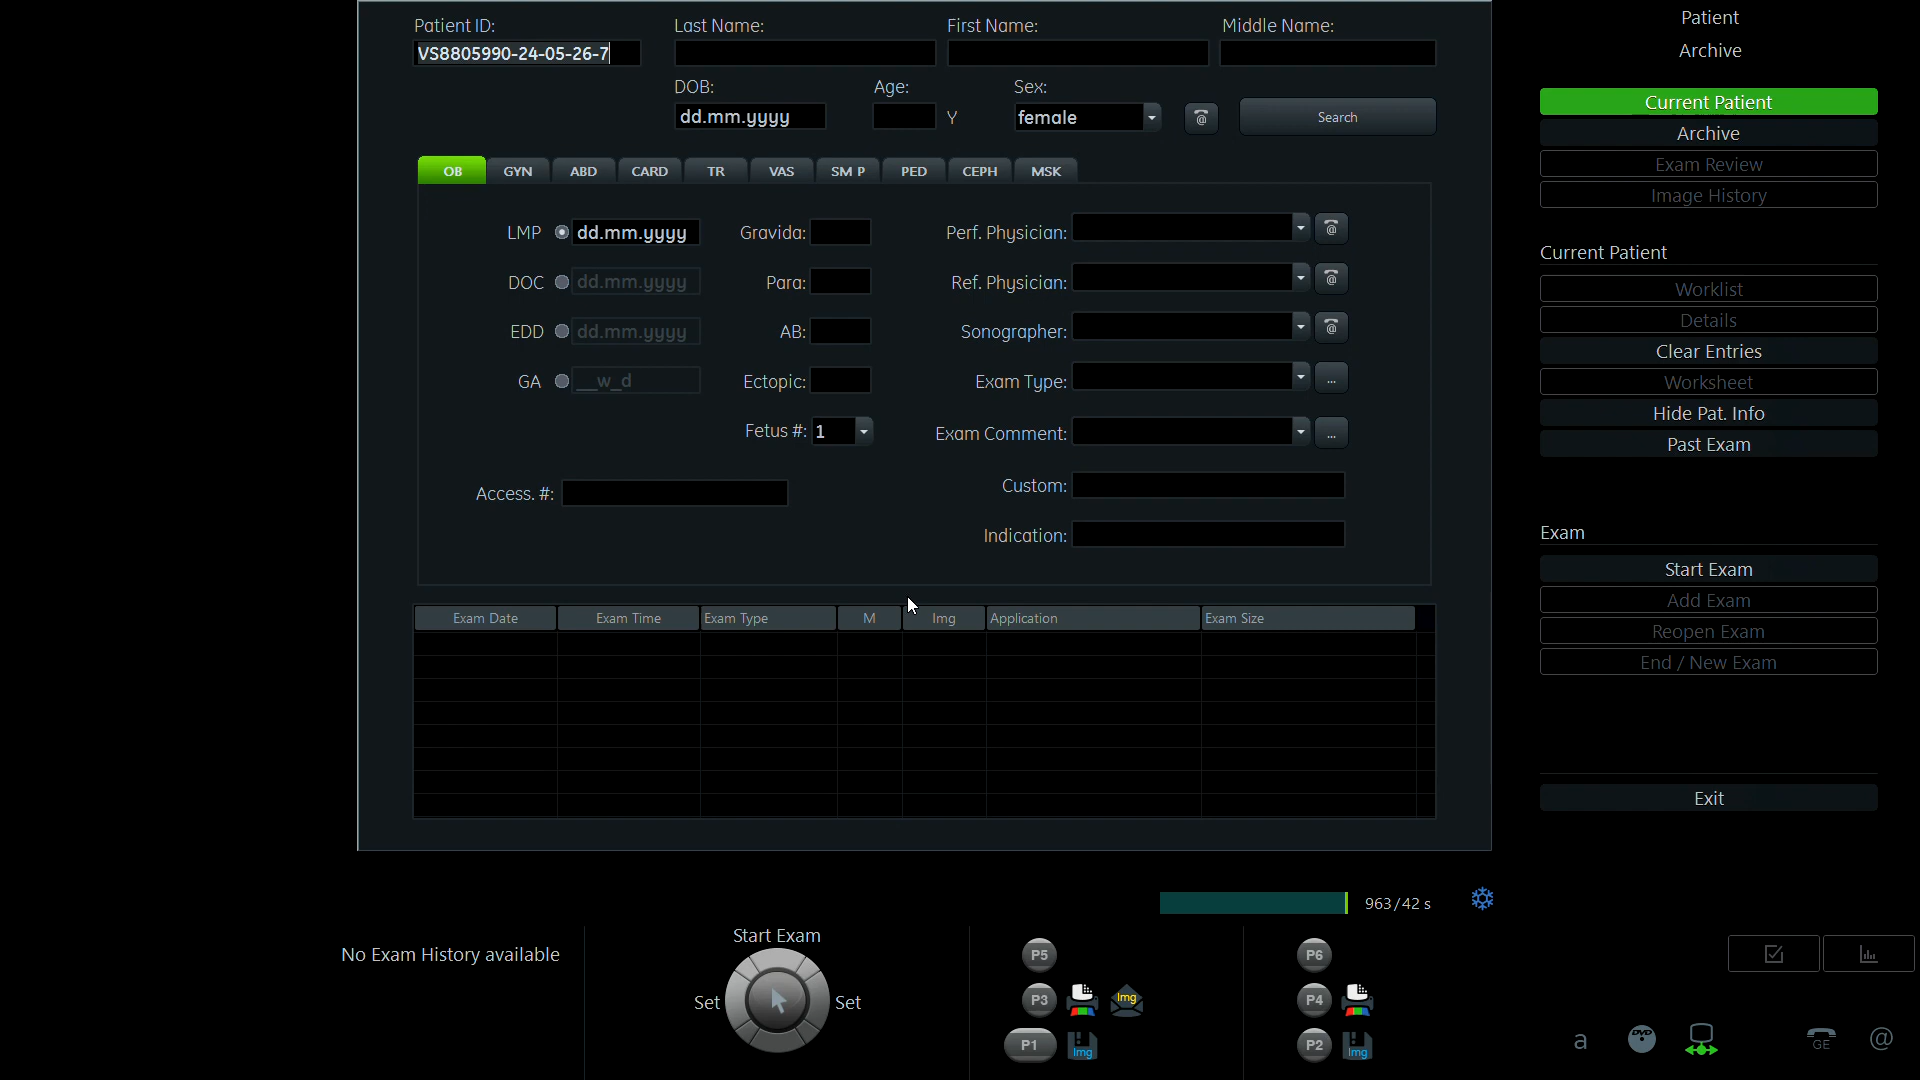 Patient ID:
Last Name:
First Name:
Middle Name:
VS8805990-24-05-26-7
DOB:
Age:
Sex:
dd.mm.yyyy
Y
female
@
Search
OB GYN ABD CARD TR VAS SM P PED CEPH MSK
LMP dd.mm.yyyy
DOC dd.mm.yyyy
EDD dd.mm.yyyy
GA __w_d
Gravida:
Para:
AB:
Ectopic:
Fetus #: 1
Access. #:
Perf. Physician: @
Ref. Physician: @
Sonographer: @
Exam Type: ...
Exam Comment: ...
Custom:
Indication:
Exam Date Exam Time Exam Type M Img Application Exam Size
Patient
Archive
Current Patient
Archive
Exam Review
Image History
Current Patient
Worklist
Details
Clear Entries
Worksheet
Hide Pat. Info
Past Exam
Exam
Start Exam
Add Exam
Reopen Exam
End / New Exam
Exit
963/42 s
No Exam History available
Start Exam
Set Set
P5
P3 Img
P1 Img
P6
P4
P2 Img
a DVD GE @